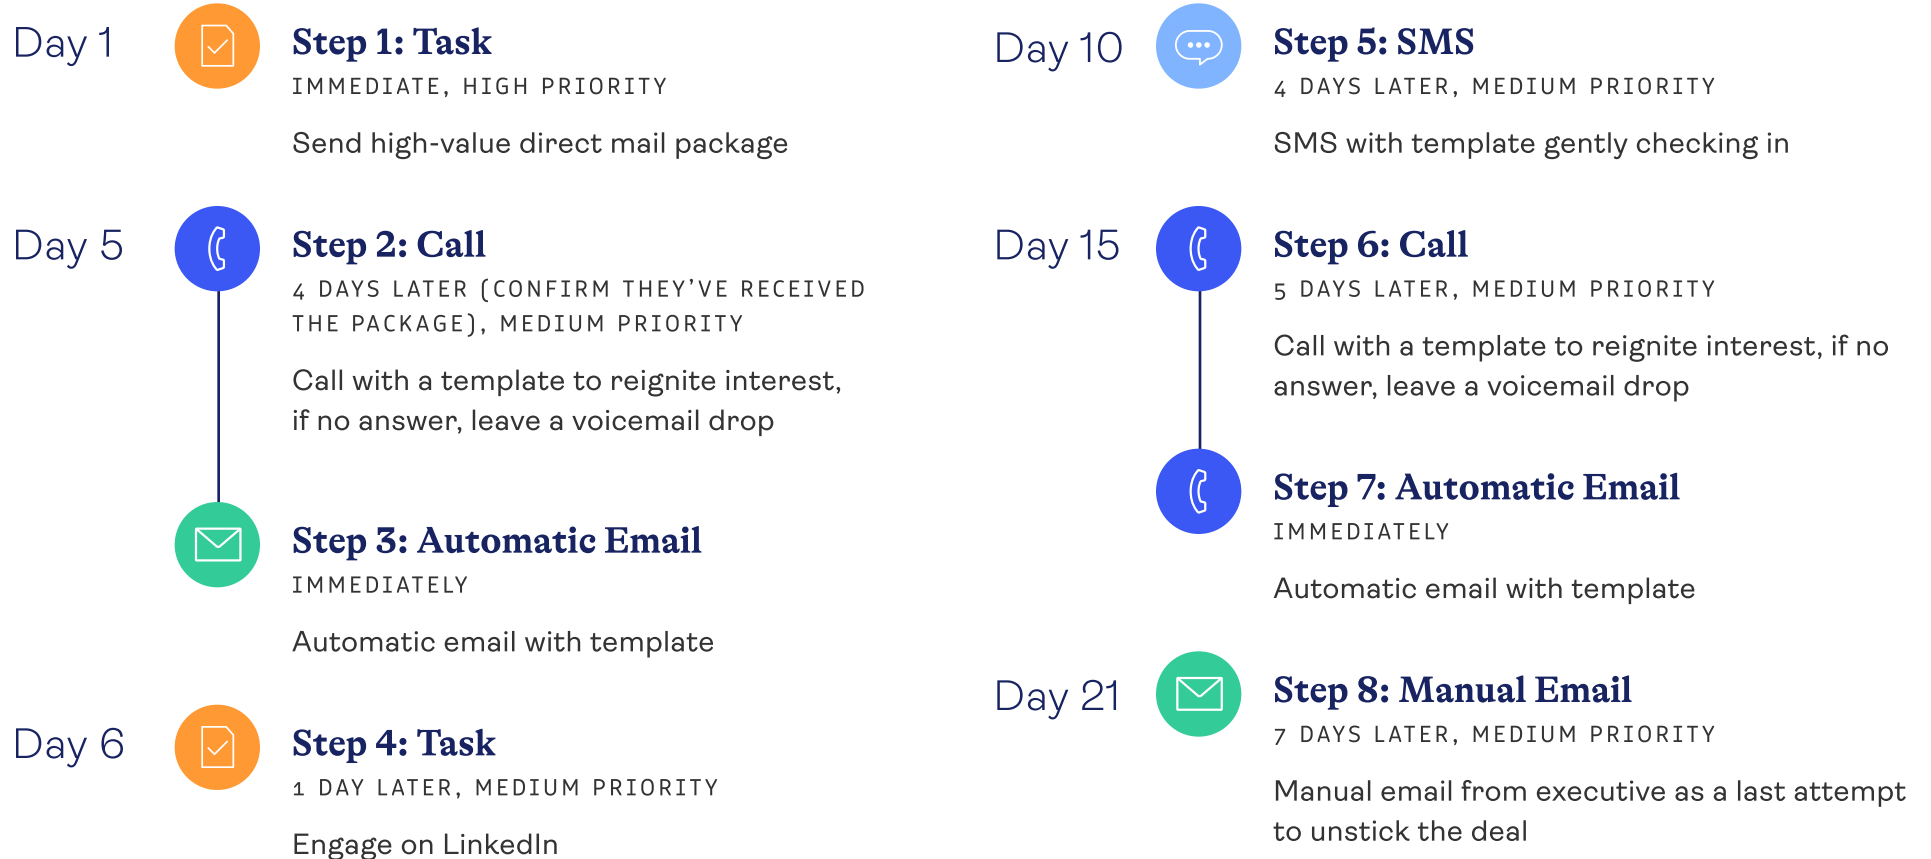 Day 1
Step 1: Task
IMMEDIATE, HIGH PRIORITY
Send high-value direct mail package
Day 5
Step 2: Call
4 DAYS LATER (CONFIRM THEY’VE RECEIVED
THE PACKAGE), MEDIUM PRIORITY
Call with a template to reignite interest,
if no answer, leave a voicemail drop
Step 3: Automatic Email
IMMEDIATELY
Automatic email with template
Day 6
Step 4: Task
1 DAY LATER, MEDIUM PRIORITY
Engage on LinkedIn
Day 10
Step 5: SMS
4 DAYS LATER, MEDIUM PRIORITY
SMS with template gently checking in
Day 15
Step 6: Call
5 DAYS LATER, MEDIUM PRIORITY
Call with a template to reignite interest, if no
answer, leave a voicemail drop
Step 7: Automatic Email
IMMEDIATELY
Automatic email with template
Day 21
Step 8: Manual Email
7 DAYS LATER, MEDIUM PRIORITY
Manual email from executive as a last attempt
to unstick the deal